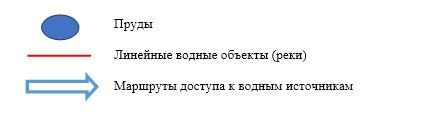 Пруды
Линейные водные объекты (реки)
Маршруты доступа к водным источникам